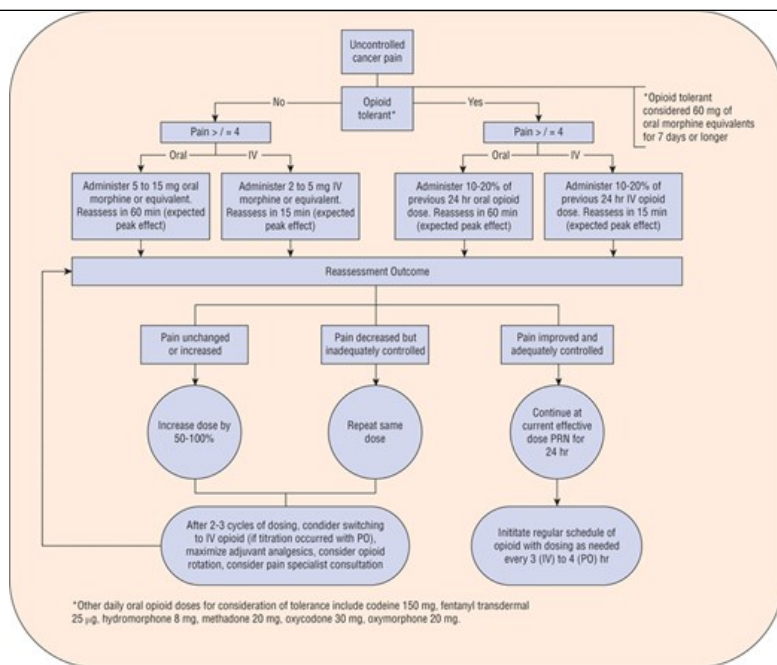 Uncontrolled
cancer pain
No
Opioid
tolerant*
Yes
*Opioid tolerant
considered 60 mg of
oral morphine equivalents
for 7 days or longer
Pain > / = 4
Pain > / = 4
Oral
IV
Oral
IV
Administer 5 to 15 mg oral
morphine or equivalent.
Reassess in 60 min (expected
peak effect)
Administer 2 to 5 mg IV
morphine or equivalent.
Reassess in 15 min
(expected peak
effect)
Administer 10-20% of
previous 24 hr oral opioid
dose. Reassess in 60 min
(expected peak effect)
Administer 10-20% of
previous 24 hr IV opioid
dose. Reassess in 15 min
(expected peak effect)
Reassessment Outcome
Pain unchanged
or increased
Pain decreased but
inadequately controlled
Pain improved and
adequately controlled
Increase dose by
50-100%
Repeat same
dose
Continue at
current effective
dose PRN for
24 hr
After 2-3 cycles of dosing, condider switching
to IV opioid (if titration occurred with PO),
maximize adjuvant analgesics, consider opioid
rotation, consider pain specialist consultation
Inititate regular schedule of
opioid with dosing as needed
every 3 (IV) to 4 (PO) hr
*Other daily oral opioid doses for consideration of tolerance include codeine 150 mg, fentanyl transdermal
25 µg, hydromorphone 8 mg, methadone 20 mg, oxycodone 30 mg, oxymorphone 20 mg.